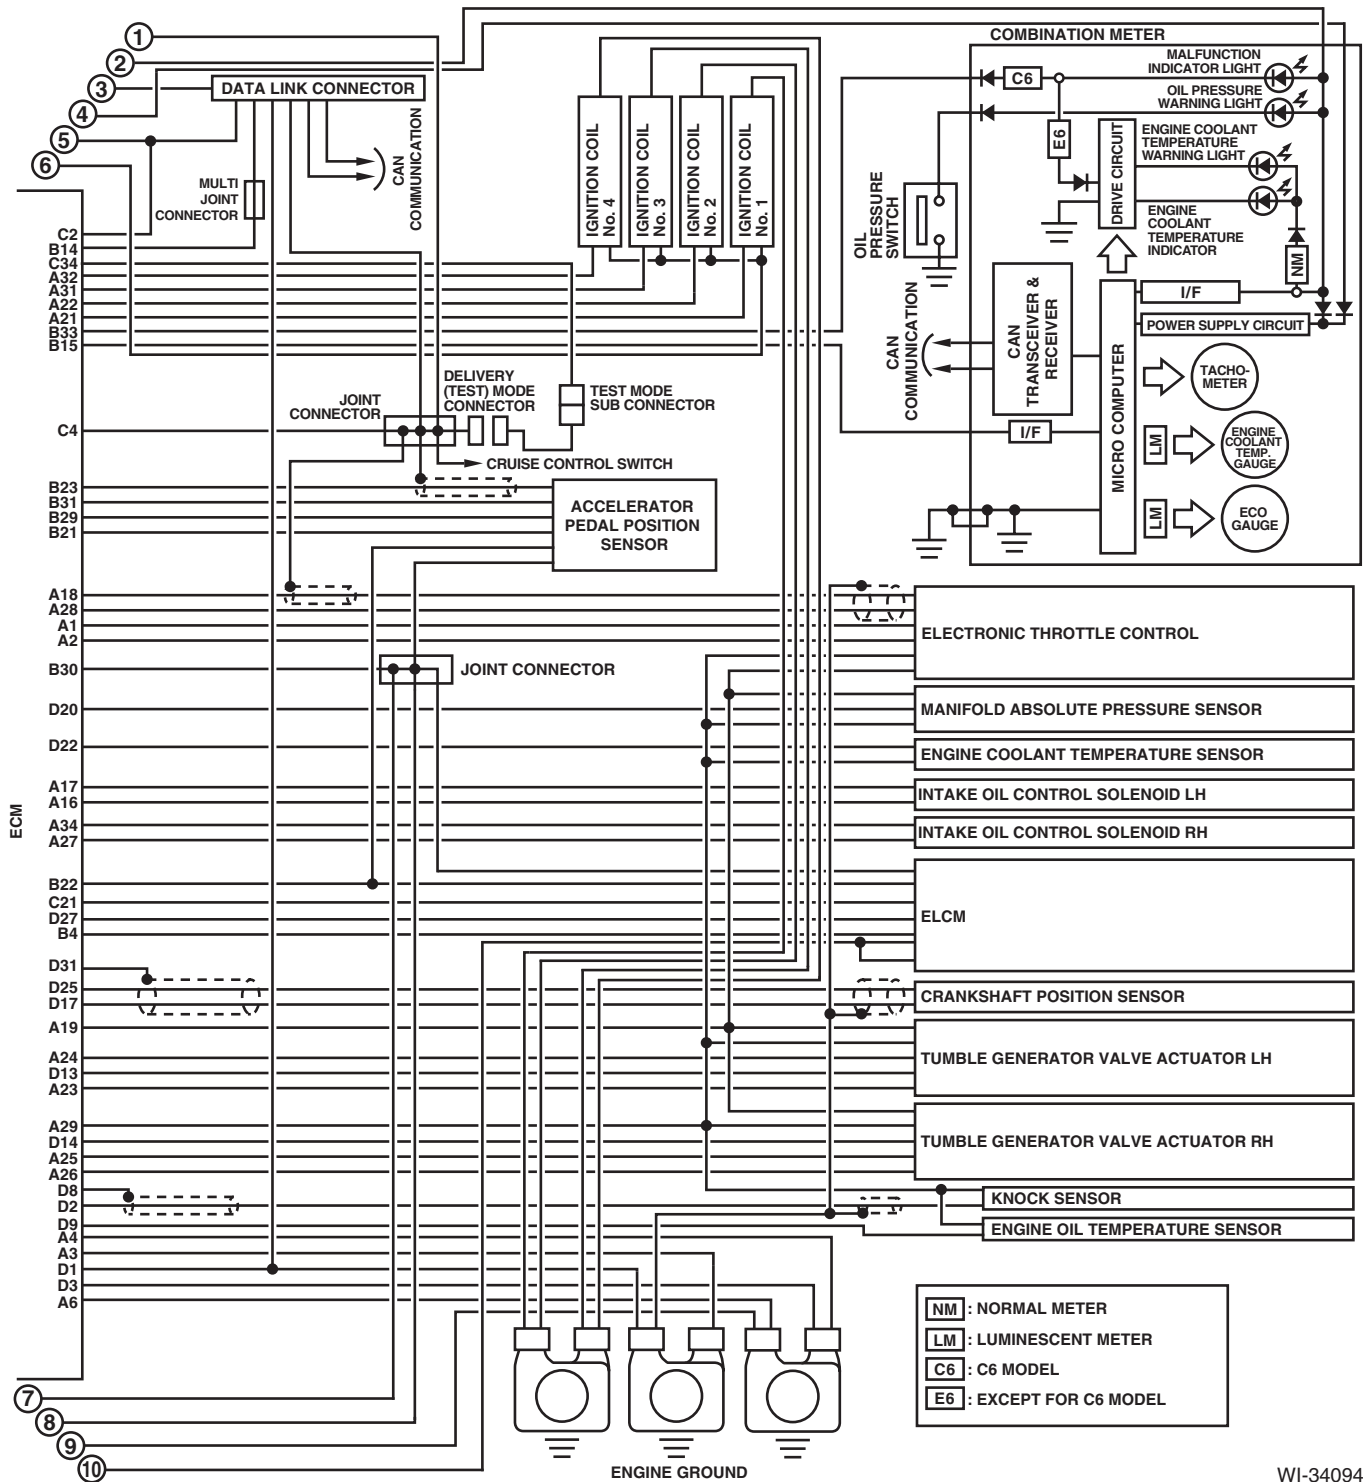 1
2
3
4
5
6
DATA LINK CONNECTOR
CAN
COMMUNICATION
MULTI
JOINT
CONNECTOR
IGNITION COIL
No. 4
IGNITION COIL
No. 3
IGNITION COIL
No. 2
IGNITION COIL
No. 1
COMBINATION METER
MALFUNCTION
INDICATOR LIGHT
C6
OIL PRESSURE
WARNING LIGHT
E6
DRIVE CIRCUIT
ENGINE COOLANT
TEMPERATURE
WARNING LIGHT
ENGINE
COOLANT
TEMPERATURE
INDICATOR
NM
OIL
PRESSURE
SWITCH
CAN
COMMUNICATION
CAN
TRANSCEIVER &
RECEIVER
MICRO COMPUTER
I/F
POWER SUPPLY CIRCUIT
TACHO-
METER
I/F
LM
ENGINE
COOLANT
TEMP.
GAUGE
LM
ECO
GAUGE
ECM
C2
B14
C34
A32
A31
A22
A21
B33
B15
JOINT
CONNECTOR
DELIVERY
(TEST) MODE
CONNECTOR
TEST MODE
SUB CONNECTOR
C4
CRUISE CONTROL SWITCH
B23
B31
B29
B21
ACCELERATOR
PEDAL POSITION
SENSOR
A18
A28
A1
A2
ELECTRONIC THROTTLE CONTROL
B30
JOINT CONNECTOR
D20
MANIFOLD ABSOLUTE PRESSURE SENSOR
D22
ENGINE COOLANT TEMPERATURE SENSOR
A17
A16
INTAKE OIL CONTROL SOLENOID LH
A34
A27
INTAKE OIL CONTROL SOLENOID RH
B22
C21
D27
B4
ELCM
D31
D25
D17
CRANKSHAFT POSITION SENSOR
A19
A24
D13
A23
TUMBLE GENERATOR VALVE ACTUATOR LH
A29
D14
A25
A26
TUMBLE GENERATOR VALVE ACTUATOR RH
D8
D2
KNOCK SENSOR
D9
A4
ENGINE OIL TEMPERATURE SENSOR
A3
D1
D3
A6
NM : NORMAL METER
LM : LUMINESCENT METER
C6 : C6 MODEL
E6 : EXCEPT FOR C6 MODEL
7
8
9
10
ENGINE GROUND
WI-34094